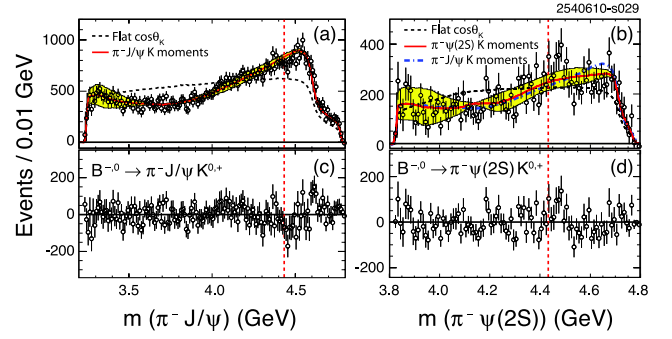 2540610-s029
Flat cosθK
π⁻J/ψ K moments
(a)
1000
500
0
Flat cosθK
π⁻ψ(2S) K moments
π⁻J/ψ K moments
(b)
400
200
0
Events / 0.01 GeV
B⁻,⁰ → π⁻ J/ψ K⁰,⁺
(c)
200
0
-200
B⁻,⁰ → π⁻ψ(2S) K⁰,⁺
(d)
200
0
-200
3.5 4.0 4.5
3.8 4.0 4.2 4.4 4.6 4.8
m (π⁻ J/ψ) (GeV)
m (π⁻ ψ(2S)) (GeV)